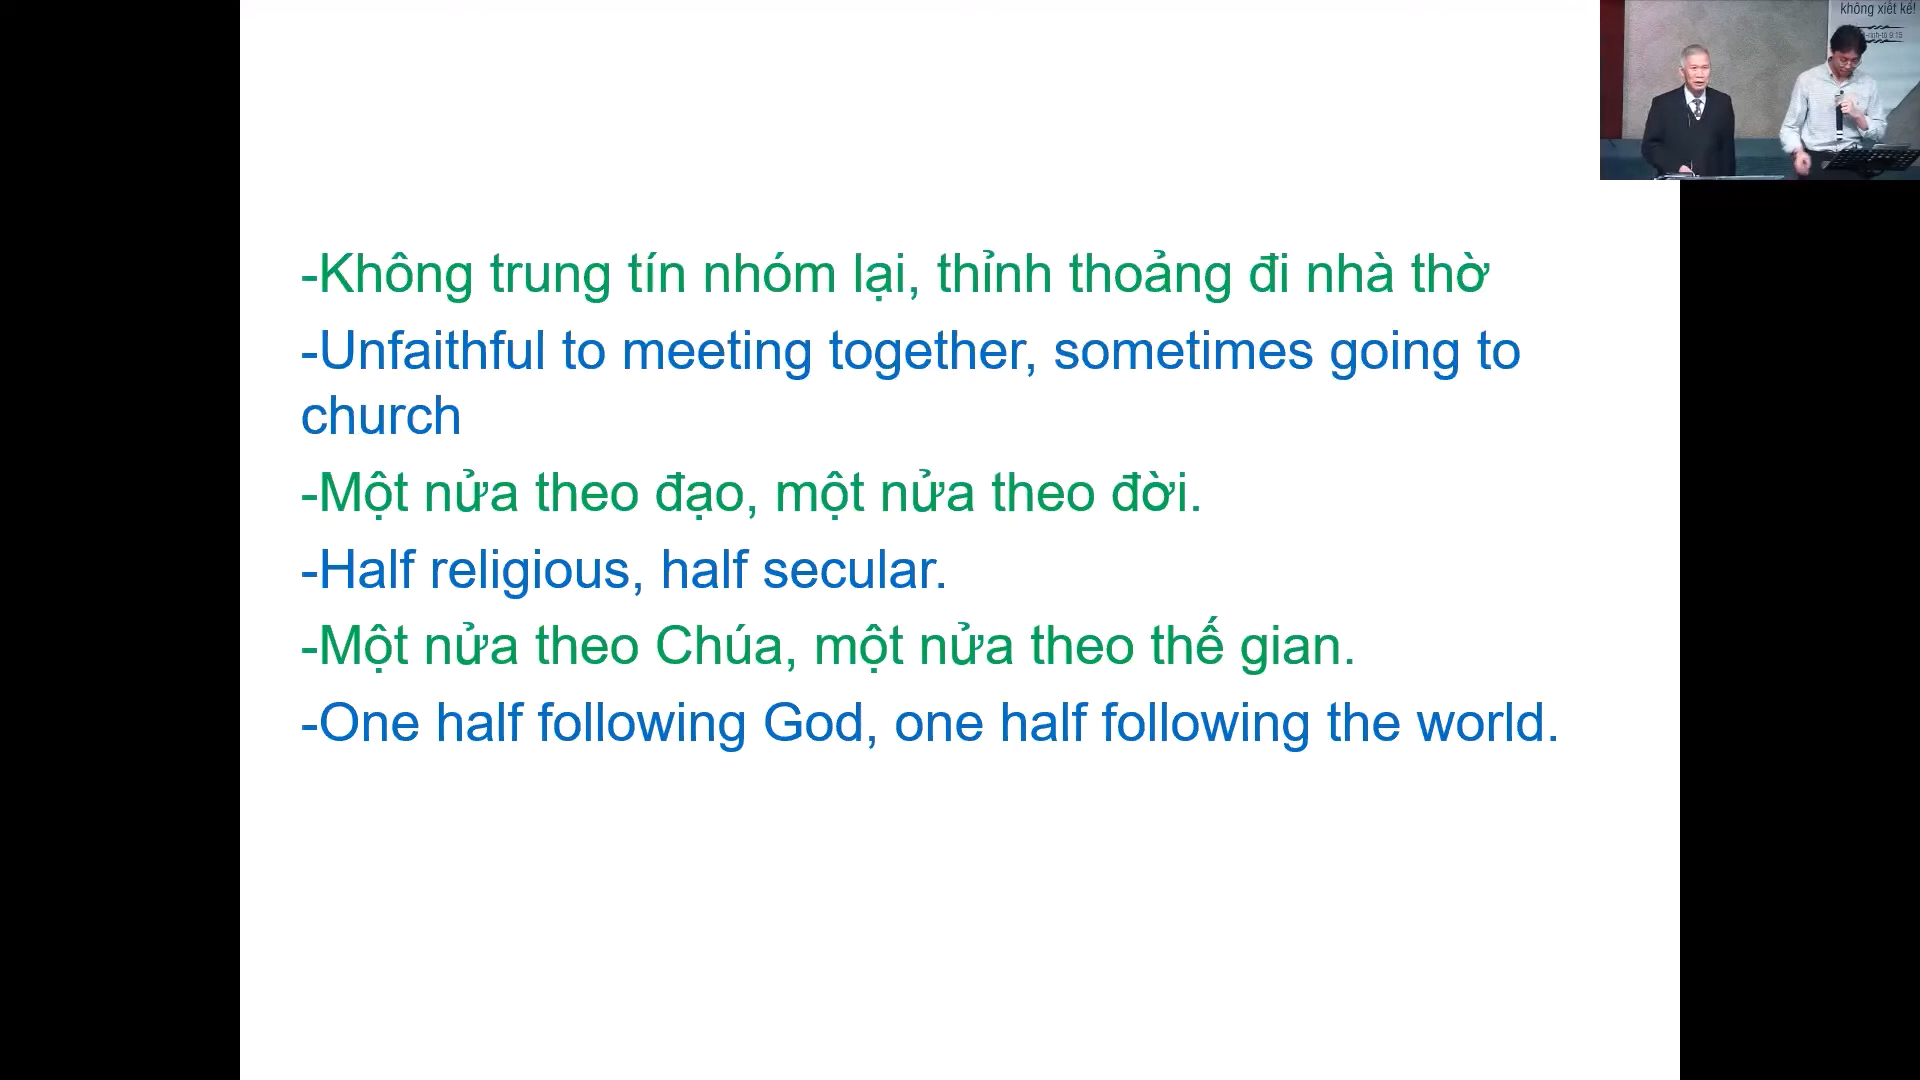 không xiết kể!
-Không trung tín nhóm lại, thỉnh thoảng đi nhà thờ
-Unfaithful to meeting together, sometimes going to
church
-Một nửa theo đạo, một nửa theo đời.
-Half religious, half secular.
-Một nửa theo Chúa, một nửa theo thế gian.
-One half following God, one half following the world.